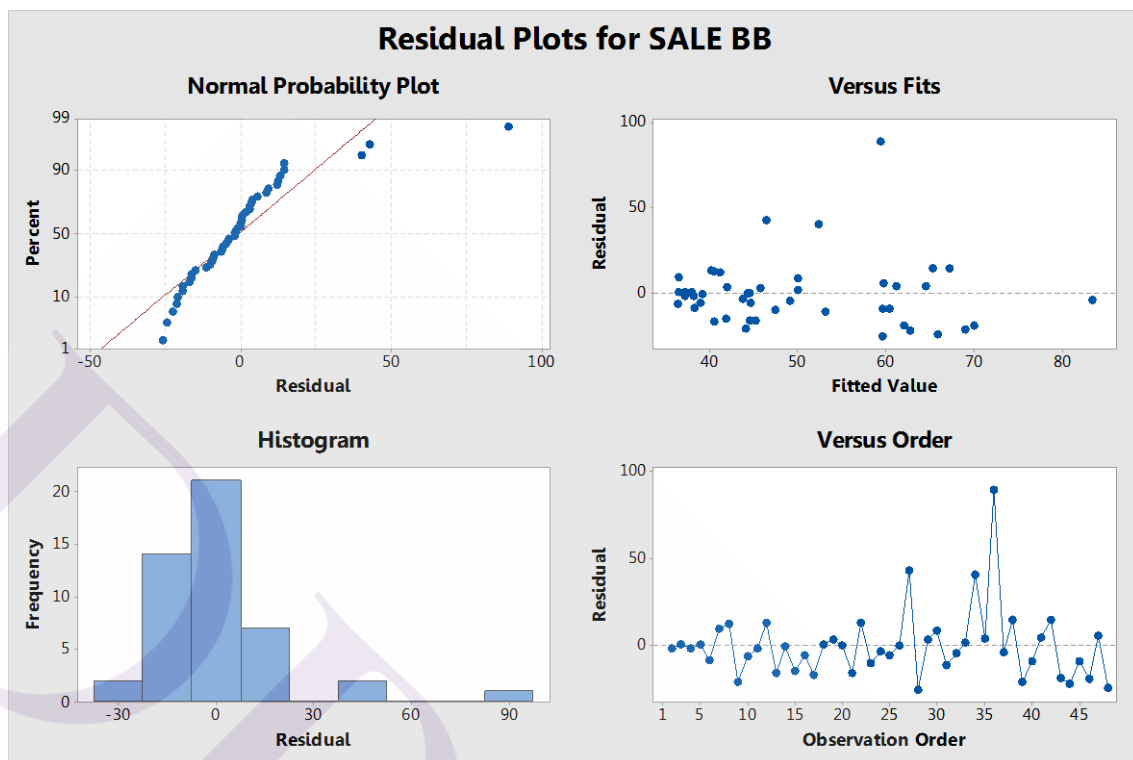 Residual Plots for SALE BB
Normal Probability Plot
Versus Fits
99
90
50
10
1
Percent
-50 0 50 100
Residual
100
50
0
Residual
40 50 60 70 80
Fitted Value
Histogram
Versus Order
20
15
10
5
0
Frequency
-30 0 30 60 90
Residual
100
50
0
Residual
1 5 10 15 20 25 30 35 40 45
Observation Order